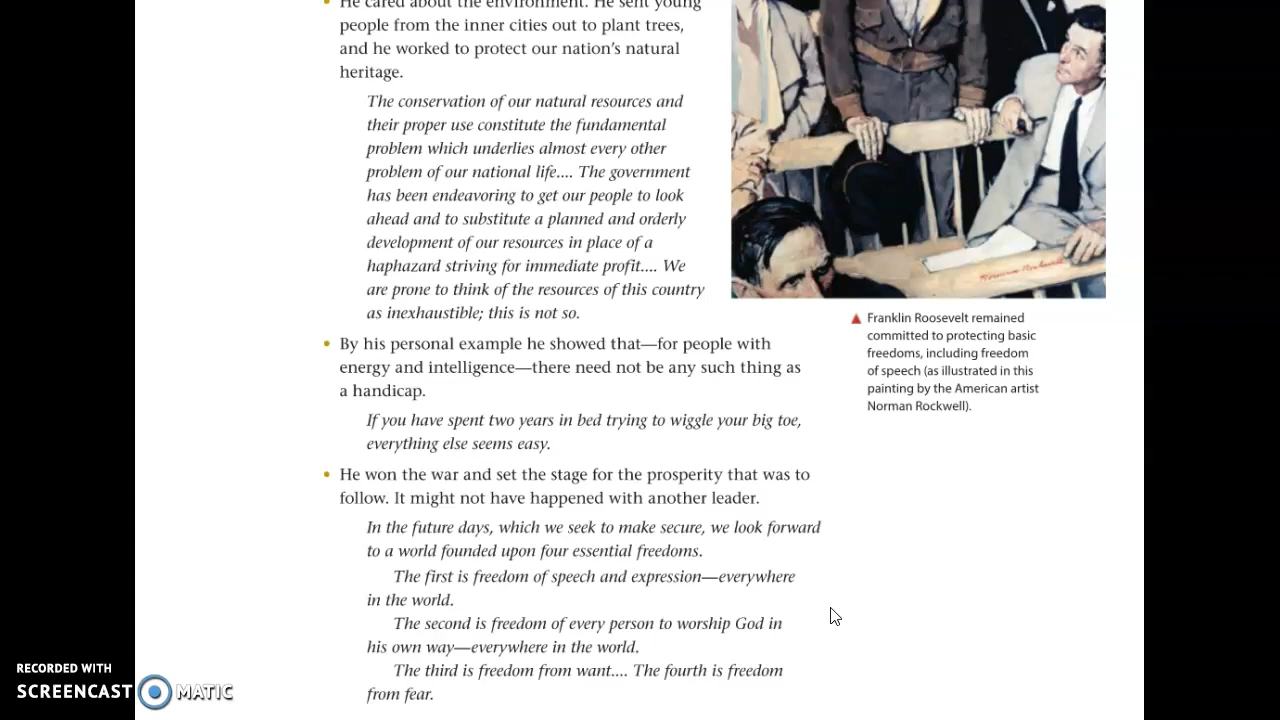 He cared about the environment. He sent young
people from the inner cities out to plant trees,
and he worked to protect our nation's natural
heritage.
The conservation of our natural resources and
their proper use constitute the fundamental
problem which underlies almost every other
problem of our national life.... The government
has been endeavoring to get our people to look
ahead and to substitute a planned and orderly
development of our resources in place of a
haphazard striving for immediate profit.... We
are prone to think of the resources of this country
as inexhaustible; this is not so.
By his personal example he showed that—for people with
energy and intelligence—there need not be any such thing as
a handicap.
If you have spent two years in bed trying to wiggle your big toe,
everything else seems easy.
He won the war and set the stage for the prosperity that was to
follow. It might not have happened with another leader.
In the future days, which we seek to make secure, we look forward
to a world founded upon four essential freedoms.
The first is freedom of speech and expression—everywhere
in the world.
The second is freedom of every person to worship God in
his own way—everywhere in the world.
The third is freedom from want.... The fourth is freedom
from fear.
Norman Rockwell
Franklin Roosevelt remained
committed to protecting basic
freedoms, including freedom
of speech (as illustrated in this
painting by the American artist
Norman Rockwell).
RECORDED WITH
SCREENCAST MATIC